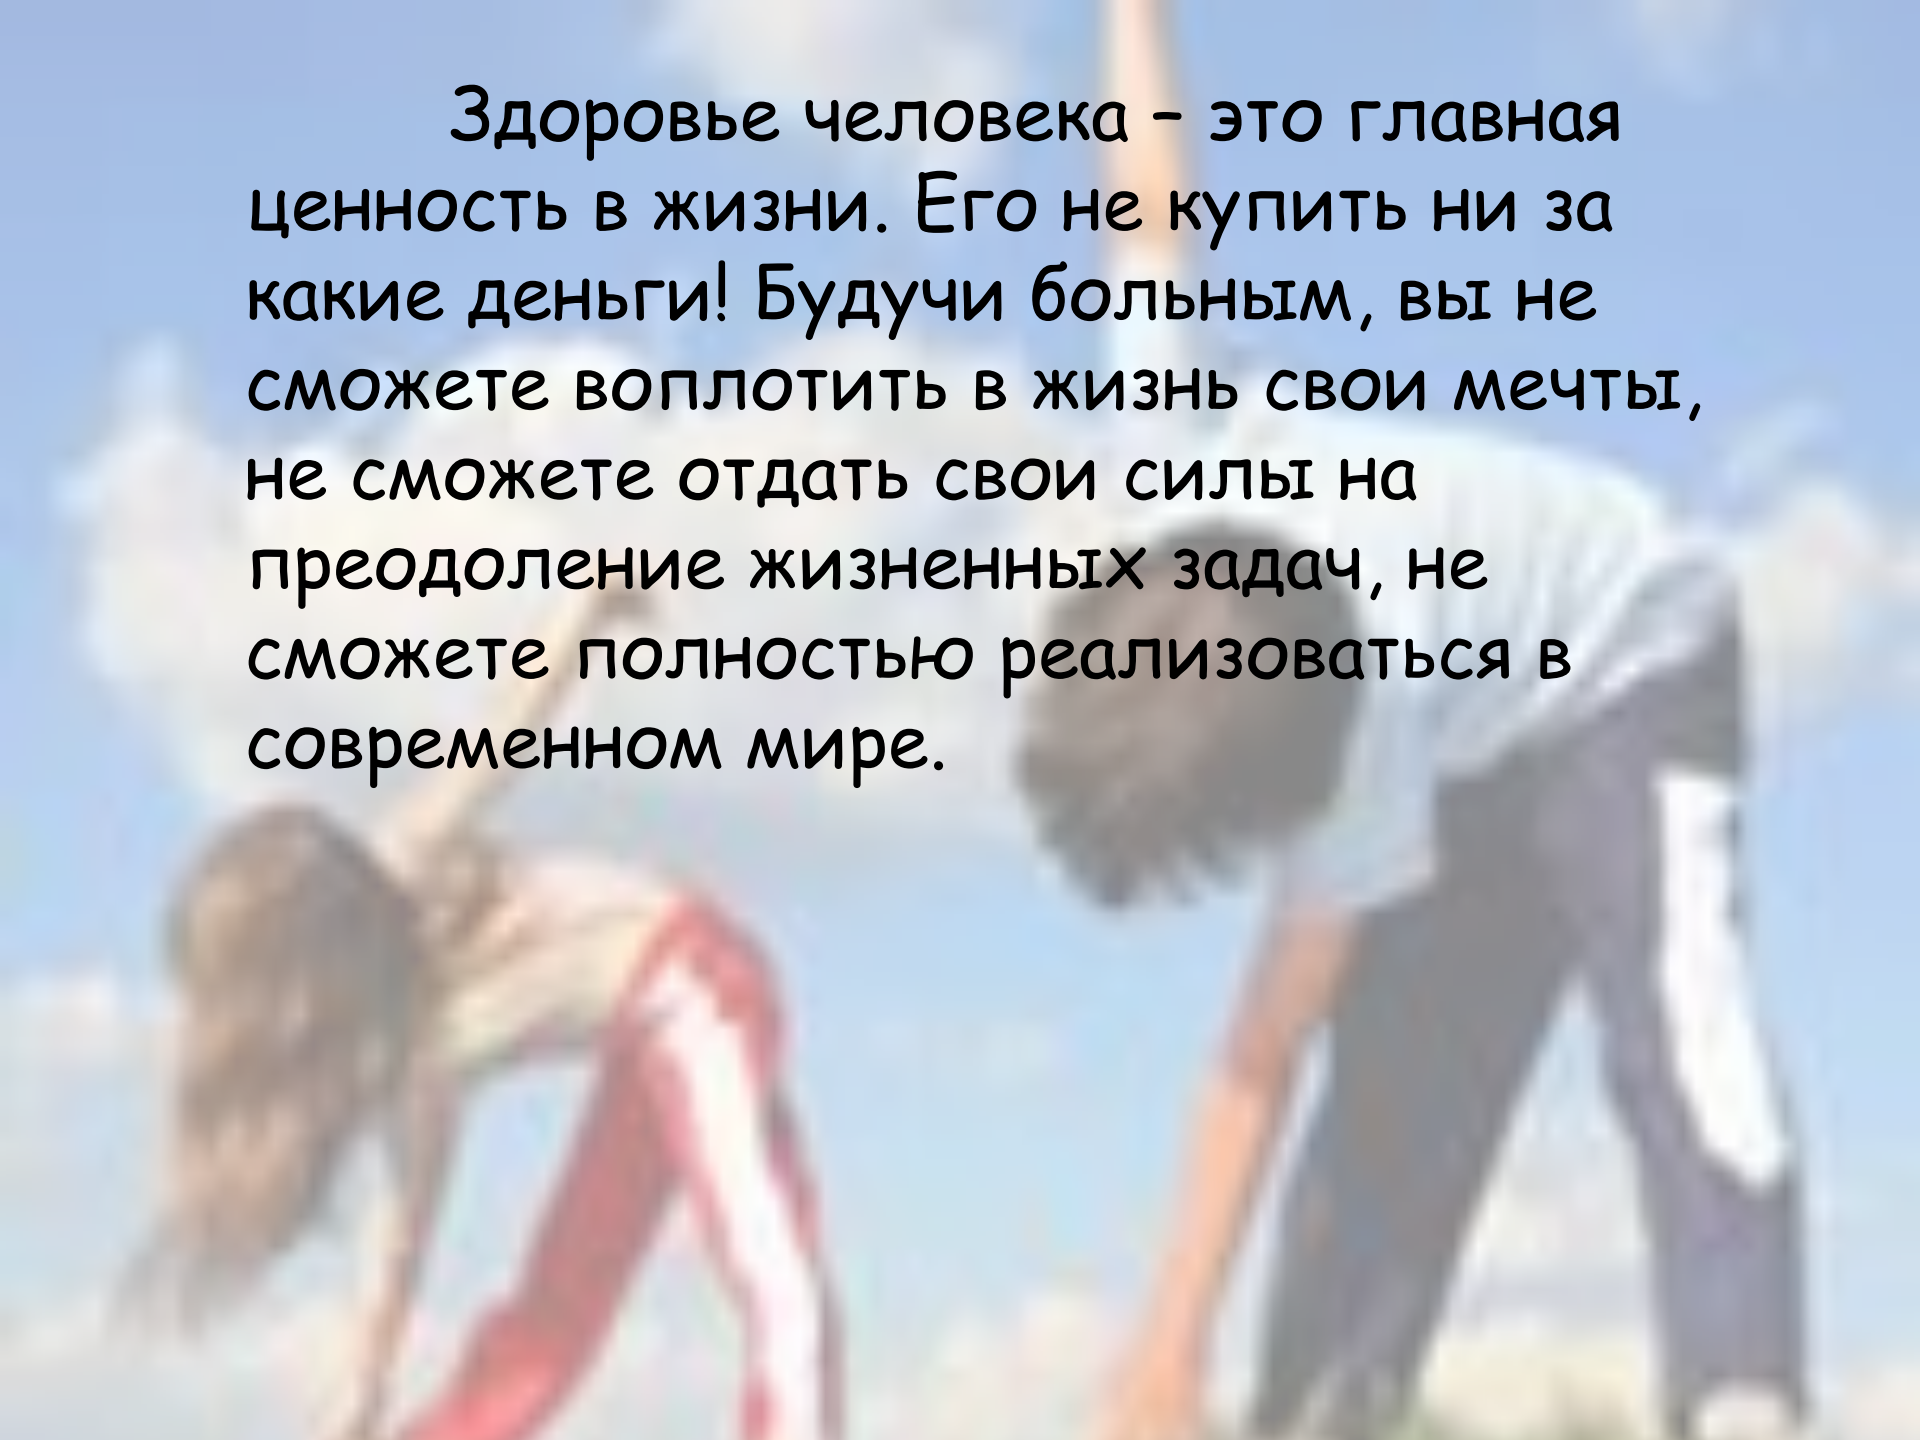 Здоровье человека – это главная
ценность в жизни. Его не купить ни за
какие деньги! Будучи больным, вы не
сможете воплотить в жизнь свои мечты,
не сможете отдать свои силы на
преодоление жизненных задач, не
сможете полностью реализоваться в
современном мире.